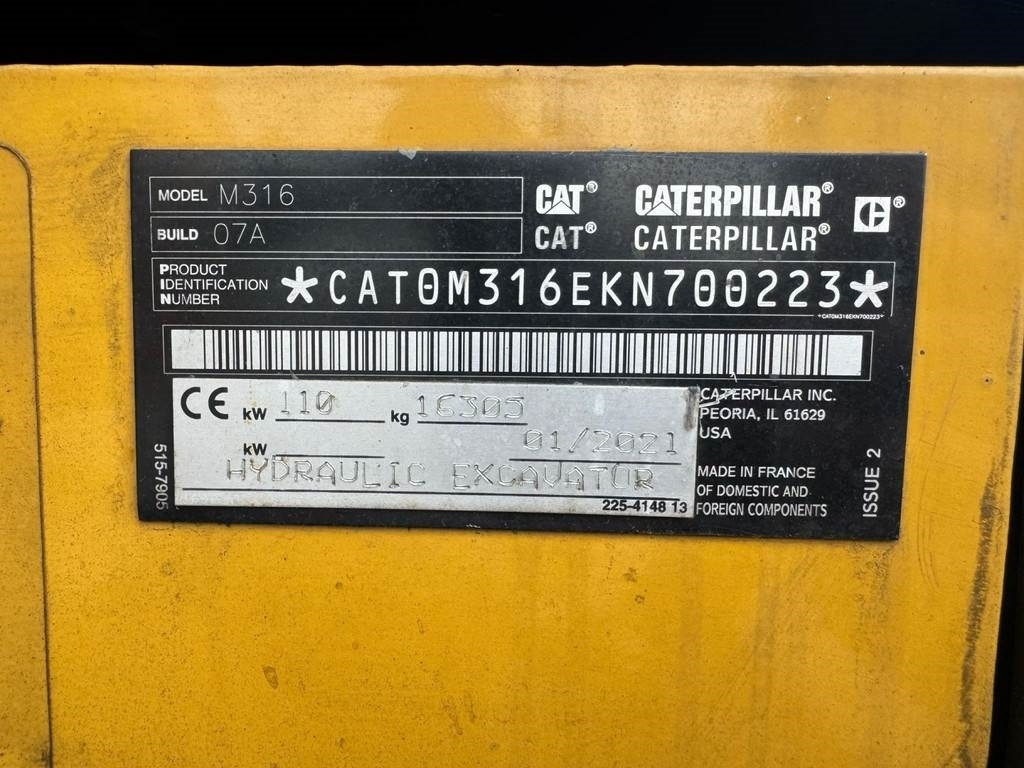 MODEL M316
BUILD 07A
CAT® CATERPILLAR® ®
CAT® CATERPILLAR®
PRODUCT
IDENTIFICATION
NUMBER
*CAT0M316EKN700223*
*CAT0M316EKN700223*
CE kW 110 kg 16305
kW 01/2021
HYDRAULIC EXCAVATOR
225-4148 13
CATERPILLAR INC.
PEORIA, IL 61629
USA
MADE IN FRANCE
OF DOMESTIC AND
FOREIGN COMPONENTS
515-7905
ISSUE 2